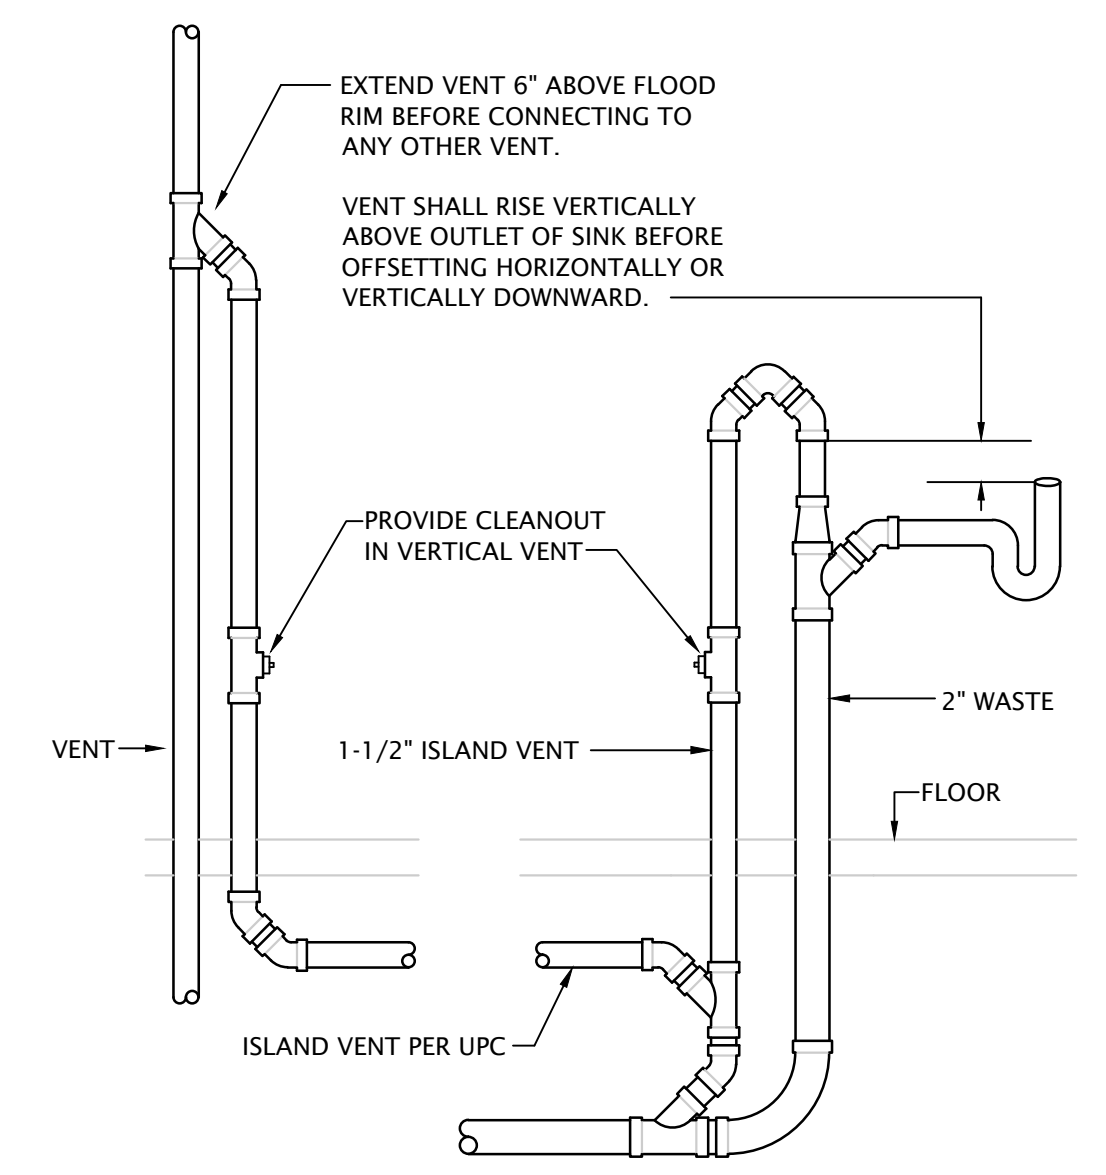 EXTEND VENT 6" ABOVE FLOOD
RIM BEFORE CONNECTING TO
ANY OTHER VENT.
VENT SHALL RISE VERTICALLY
ABOVE OUTLET OF SINK BEFORE
OFFSETTING HORIZONTALLY OR
VERTICALLY DOWNWARD.
PROVIDE CLEANOUT
IN VERTICAL VENT
2" WASTE
VENT
1-1/2" ISLAND VENT
FLOOR
ISLAND VENT PER UPC